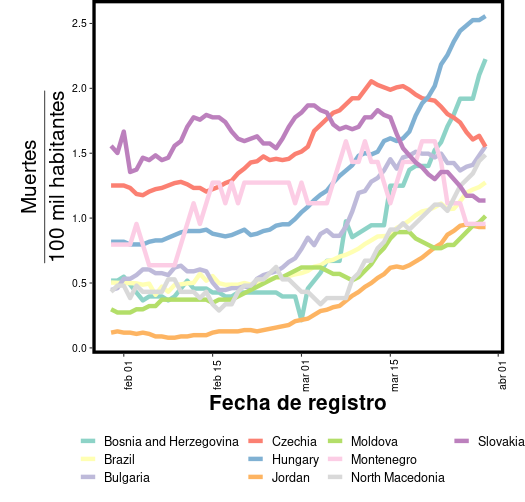 Muertes
100 mil habitantes
2.5
2.0
1.5
1.0
0.5
0.0
feb 01
feb 15
mar 01
mar 15
abr 01
Fecha de registro
Bosnia and Herzegovina
Czechia
Moldova
Slovakia
Brazil
Hungary
Montenegro
Bulgaria
Jordan
North Macedonia